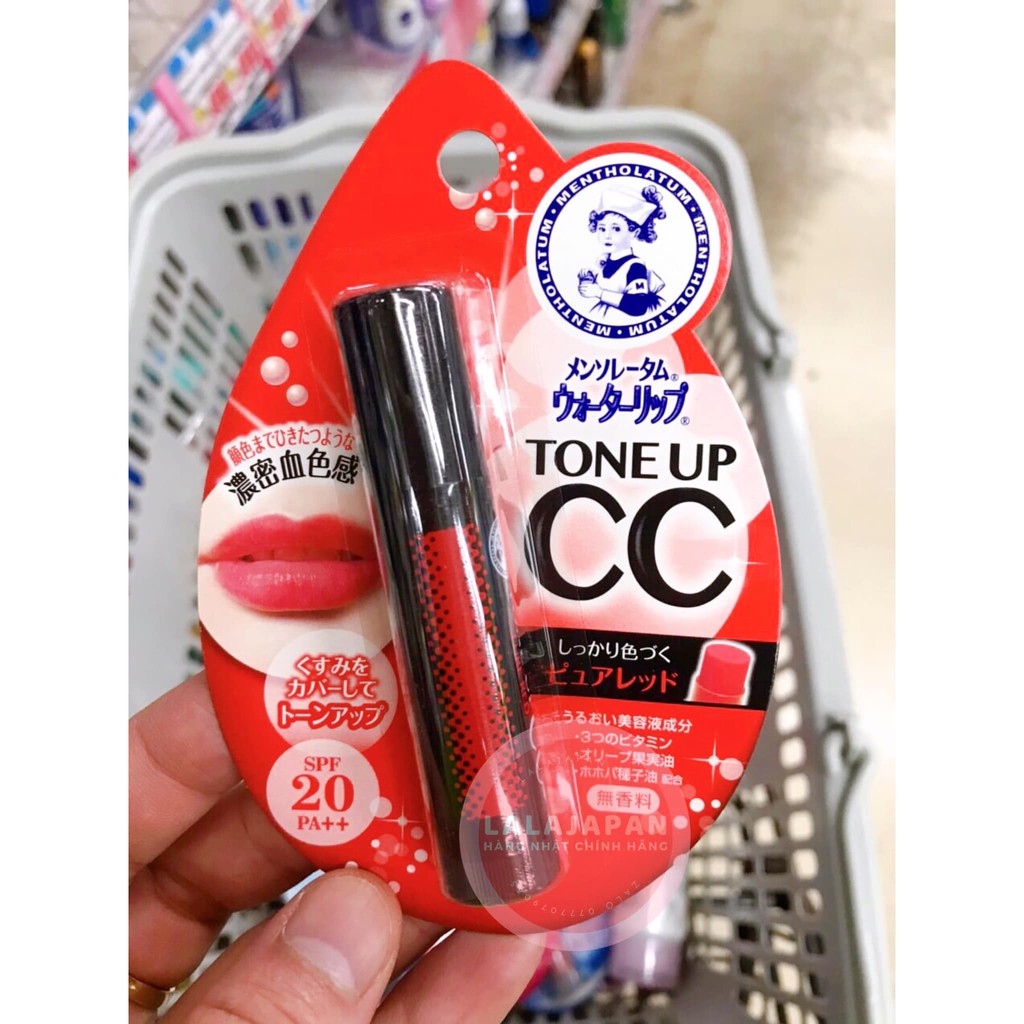 MENTHOLATUM · MENTHOLATUM · MENTHOLATUM ·
M
メンソレータム®
ウォーターリップ®
TONE UP
CC
顔色までひきたつような
濃密血色感
しっかり色づく
ピュアレッド
くすみを
カバーして
トーンアップ
SPF
20
PA++
うるおい美容液成分
・3つのビタミン
・オリーブ果実油
・ホホバ種子油 配合
無香料
LALAJAPAN
HÀNG NHẬT CHÍNH HÃNG